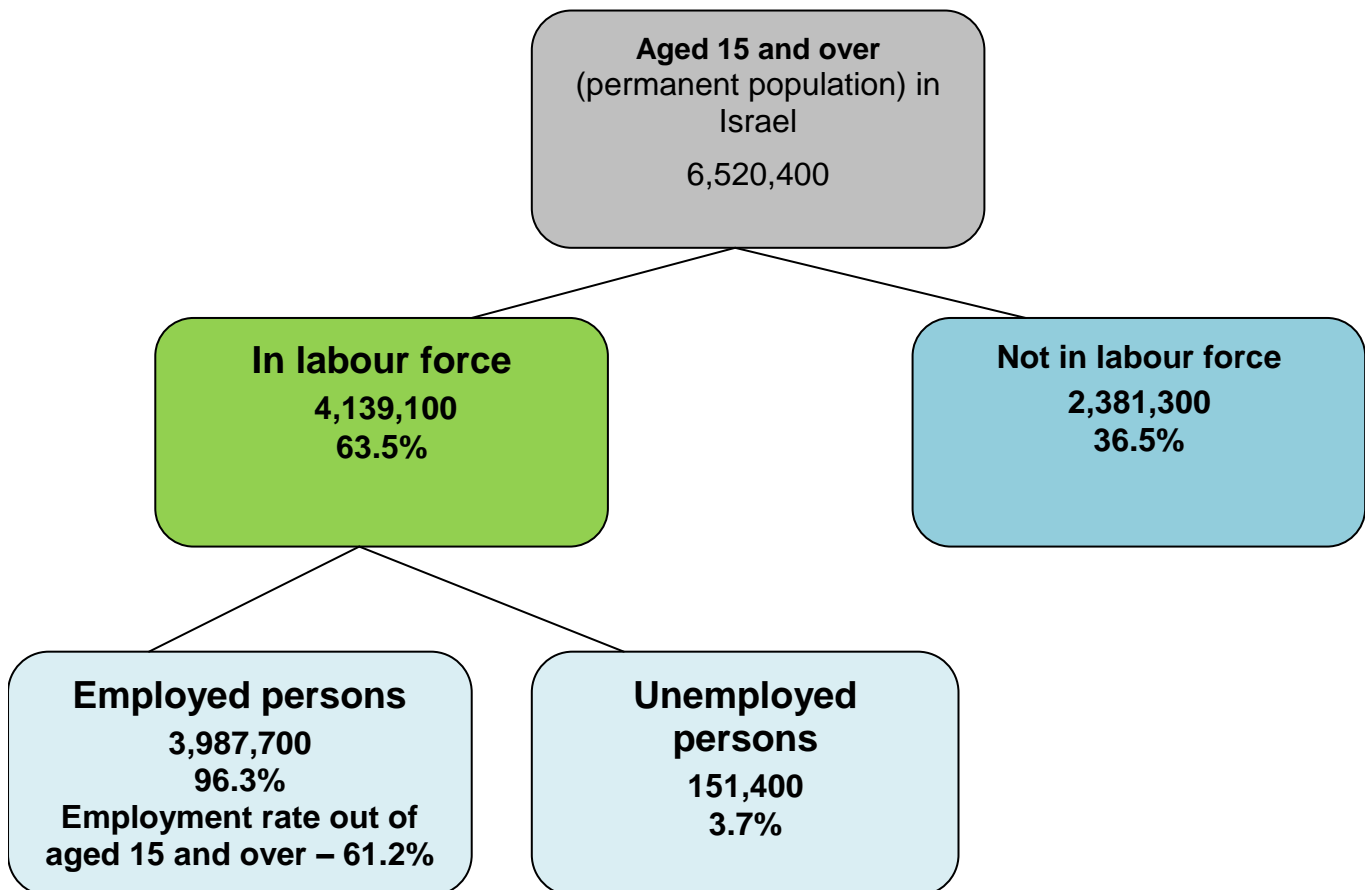 Aged 15 and over
(permanent population) in
Israel
6,520,400
In labour force
4,139,100
63.5%
Not in labour force
2,381,300
36.5%
Employed persons
3,987,700
96.3%
Employment rate out of
aged 15 and over – 61.2%
Unemployed
persons
151,400
3.7%